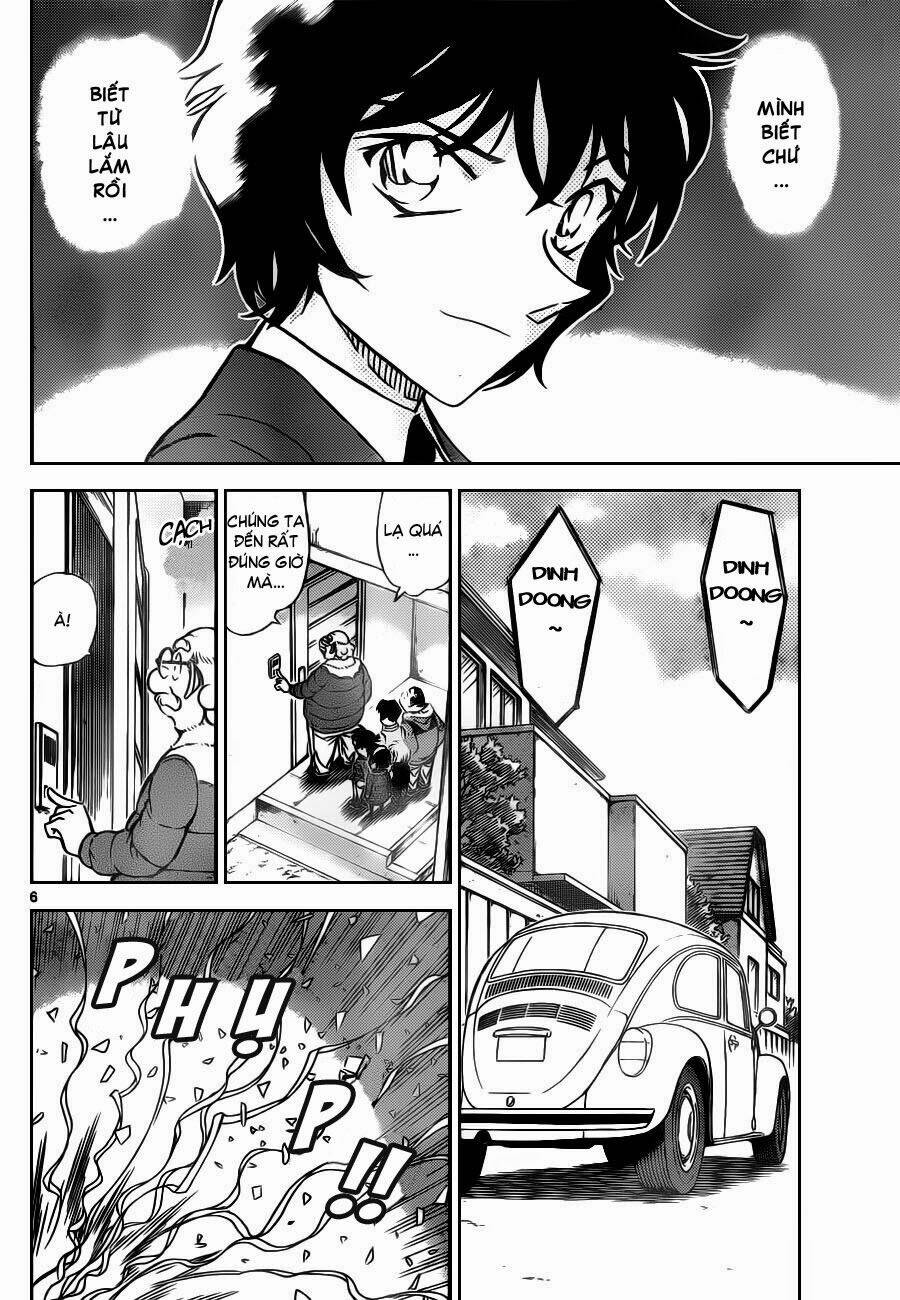 MÌNH
BIẾT
CHỨ
...
BIẾT
TỪ
LÂU
LẮM
RỒI
...
DINH
DOONG
~
DINH
DOONG
~
LẠ QUÁ
...
CHÚNG TA
ĐẾN RẤT
ĐÚNG GIỜ
MÀ...
CẠCH
À!
6
PHỤP!!